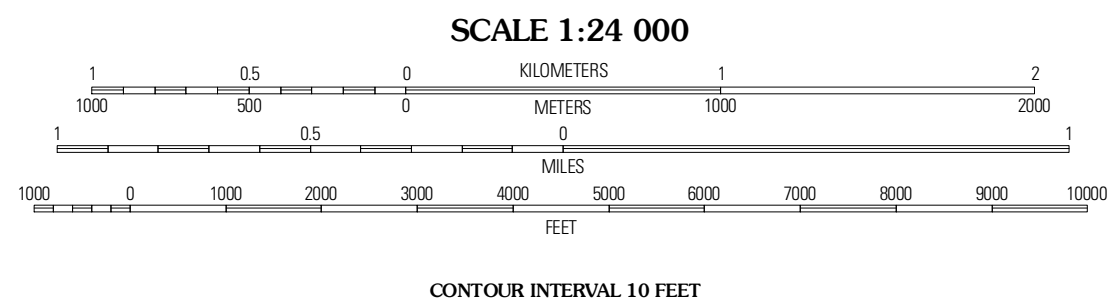 SCALE 1:24 000
1 0.5 0 KILOMETERS 1 2
1000 500 0 METERS 1000 2000
1 0.5 0 1
MILES
1000 0 1000 2000 3000 4000 5000 6000 7000 8000 9000 10000
FEET
CONTOUR INTERVAL 10 FEET